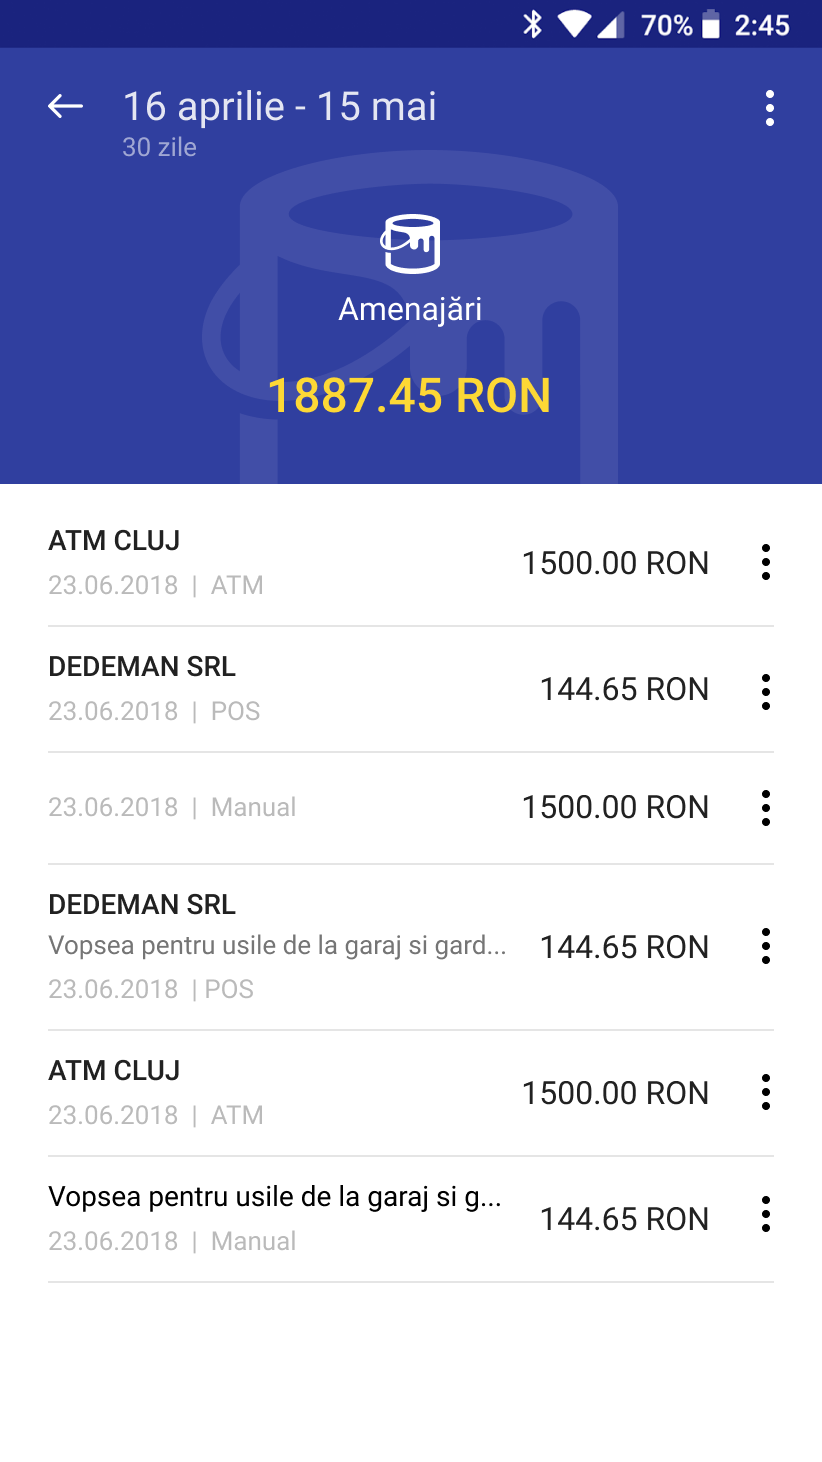 70% 2:45
16 aprilie - 15 mai
30 zile
Amenajări
1887.45 RON
ATM CLUJ
1500.00 RON
23.06.2018 | ATM
DEDEMAN SRL
144.65 RON
23.06.2018 | POS
23.06.2018 | Manual
1500.00 RON
DEDEMAN SRL
Vopsea pentru usile de la garaj si gard...
144.65 RON
23.06.2018 | POS
ATM CLUJ
1500.00 RON
23.06.2018 | ATM
Vopsea pentru usile de la garaj si g...
144.65 RON
23.06.2018 | Manual